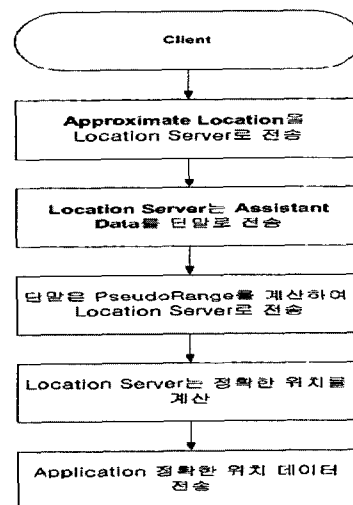 Client
Approximate Location을
Location Server로 전송
Location Server는 Assistant
Data를 단말로 전송
단말은 PseudoRange를 계산하여
Location Server로 전송
Location Server는 정확한 위치를
계산
Application 정확한 위치 데이터
전송